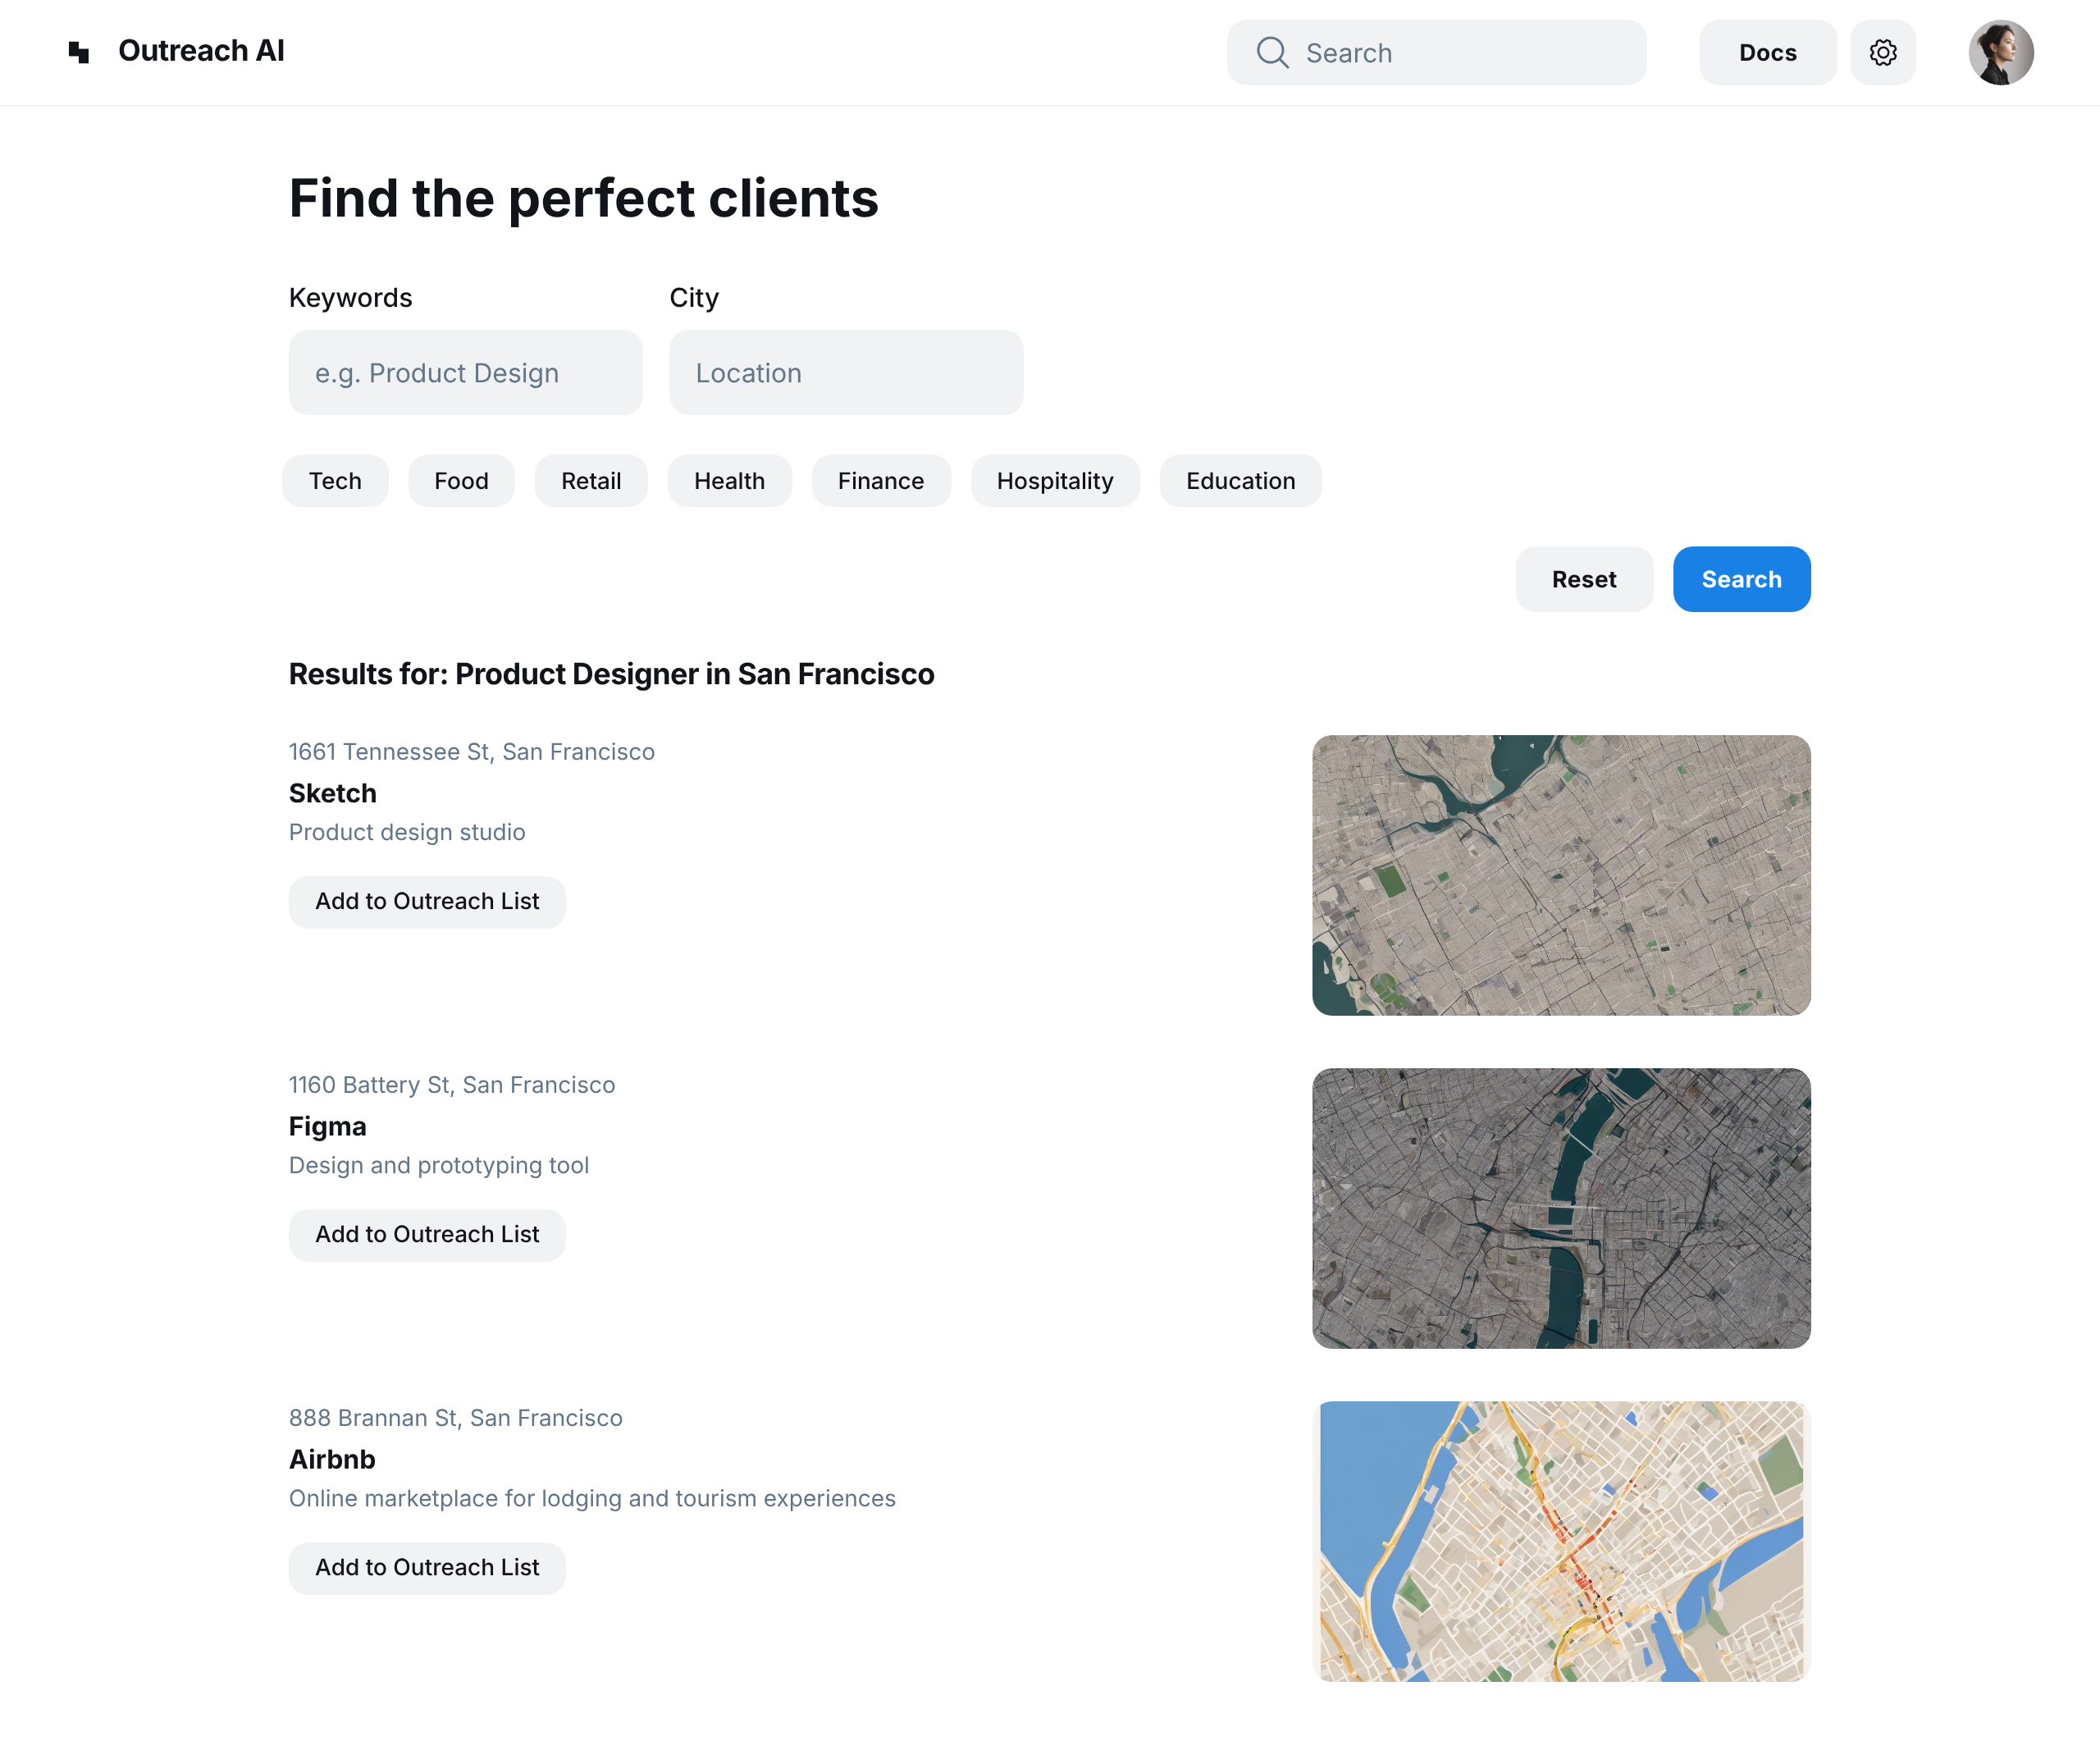 Outreach AI
Search
Docs
Find the perfect clients
Keywords
City
e.g. Product Design
Location
Tech
Food
Retail
Health
Finance
Hospitality
Education
Reset
Search
Results for: Product Designer in San Francisco
1661 Tennessee St, San Francisco
Sketch
Product design studio
Add to Outreach List
1160 Battery St, San Francisco
Figma
Design and prototyping tool
Add to Outreach List
888 Brannan St, San Francisco
Airbnb
Online marketplace for lodging and tourism experiences
Add to Outreach List